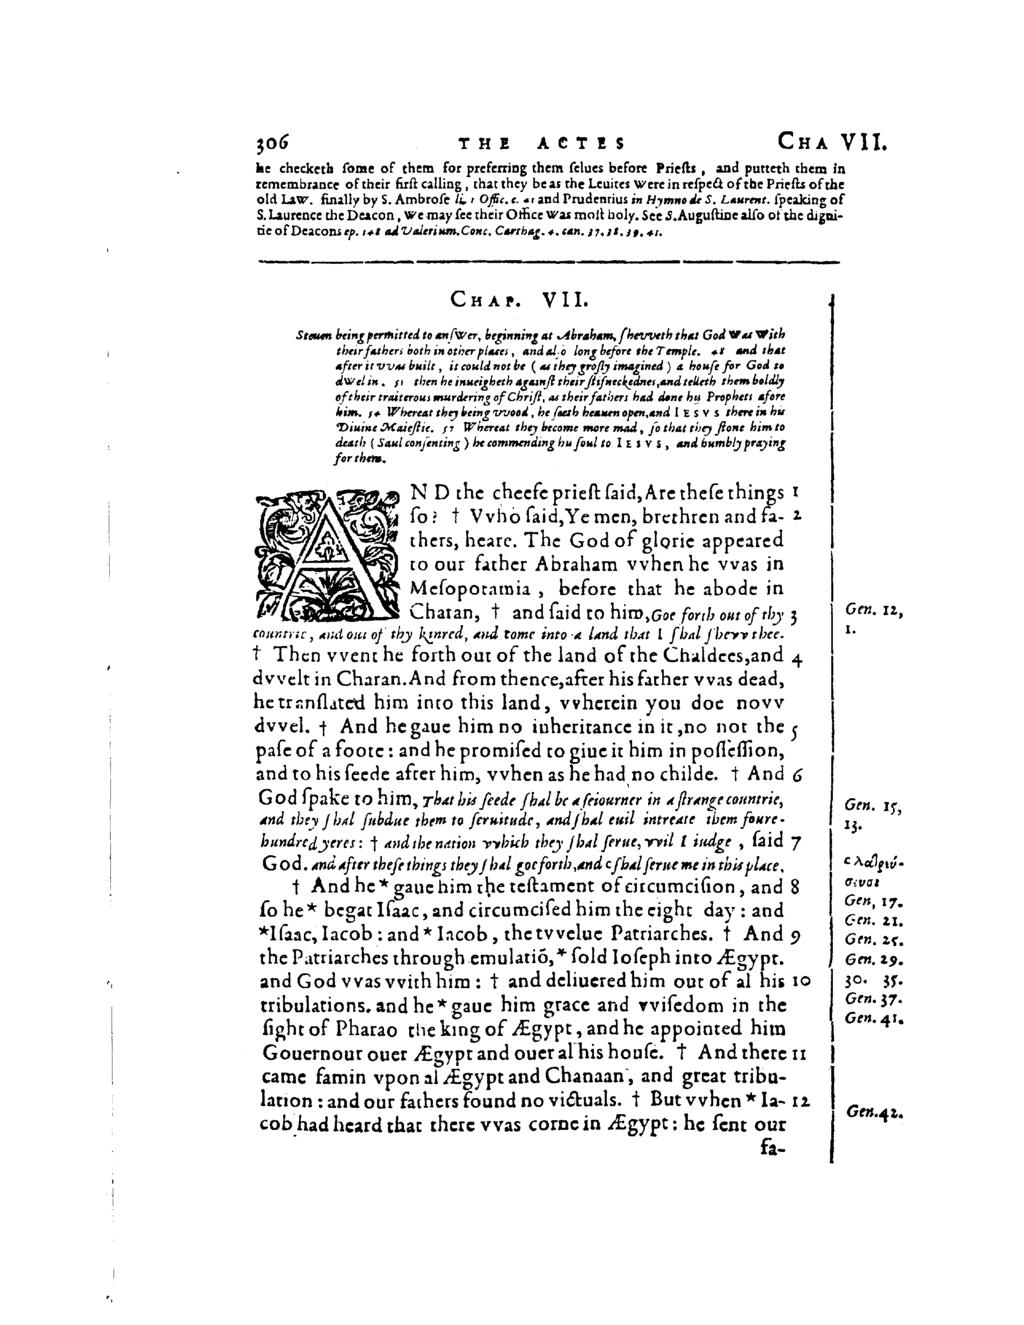 306 THE ACTES CHA VII.
he checketh ſome of them for preferring them ſelues before Prieſts, and putteth them in
remembrance of their firſt calling, that they be as the Leuites were in reſpect of the Prieſts of the
old Law. finally by S. Ambroſe li. 1 Offic. c. 41 and Prudentius in Hymno de S. Laurent. ſpeaking of
S. Laurence the Deacon, we may ſee their Office was moſt holy. See S. Auguſtine alſo of the digni-
tie of Deacons ep. 148 ad Valerium. Conc. Carthag. 4. can. 37. 38. 39. 41.
CHAP. VII.
Steuen being permitted to anſwer, beginning at Abraham, ſhevveth that God was with
their fathers both in other places, and alſo long before the Temple. 48 and that
after it vvas built, it could not be (as they groſly imagined) a houſe for God to
dwel in. 51 then he inueigheth againſt their ſtifneckednes, and telleth them boldly
of their traiterous murdering of Chriſt, as their fathers had done his Prophets afore
him. 54 Whereat they being vvood, he ſeeth heauen open, and IESVS there in his
Diuine Maieſtie. 57 Whereat they become more mad, ſo that they ſtone him to
death (Saul conſenting) he commending his ſoul to IESVS, and humbly praying
for them.
AND the cheefe prieſt ſaid, Are theſe things 1
ſo? † Vvho ſaid, Ye men, brethren and fa- 2
thers, heare. The God of glorie appeared
to our father Abraham vvhen he vvas in
Meſopotamia, before that he abode in
Charan, † and ſaid to him, Goe forth out of thy 3
countrie, and out of thy kinred, and come into a land that I ſhal ſhevv thee.
† Then vvent he forth out of the land of the Chaldees, and 4
dvvelt in Charan. And from thence, after his father vvas dead,
he tranſlated him into this land, vvherein you doe novv
dvvel. † And he gaue him no inheritance in it, no not the 5
paſe of a foote: and he promiſed to giue it him in poſſeſſion,
and to his ſeede after him, vvhen as he had no childe. † And 6
God ſpake to him, That his ſeede ſhal be a ſeiourner in a ſtrange countrie,
and they ſhal ſubdue them to ſeruitude, and ſhal euil intreate them foure-
hundred yeres: † and the nation vvhich they ſhal ſerue, vvil I iudge, ſaid 7
God. and after theſe things they ſhal goe forth, and c ſhal ſerue me in this place.
† And he * gaue him the teſtament of circumciſion, and 8
ſo he * begat Iſaac, and circumciſed him the eight day: and
*Iſaac, Iacob: and * Iacob, the tvvelue Patriarches. † And 9
the Patriarches through emulatiō, * ſold Ioſeph into Ægypt.
and God vvas vvith him: † and deliuered him out of al his 10
tribulations. and he * gaue him grace and vviſedom in the
ſight of Pharao the king of Ægypt, and he appointed him
Gouernour ouer Ægypt and ouer al his houſe. † And there 11
came famin vpon al Ægypt and Chanaan, and great tribu-
lation: and our fathers found no victuals. † But vvhen * Ia- 12
cob had heard that there vvas corne in Ægypt: he ſent our
fa-
Gen. 12,
1.
Gen. 15,
13.
c λατρεύ-
σουσι
Gen, 17.
Gen. 21.
Gen. 25.
Gen. 29.
30. 35.
Gen. 37.
Gen. 41.
Gen. 42.